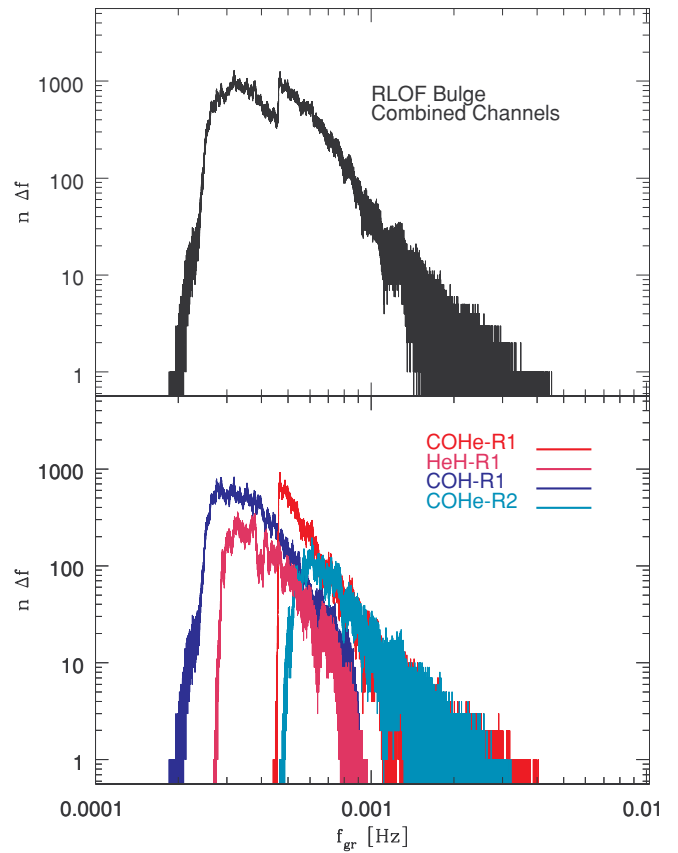 1000
100
10
1
n Δf
RLOF Bulge
Combined Channels
1000
100
10
1
n Δf
COHe-R1
HeH-R1
COH-R1
COHe-R2
0.0001
0.001
0.01
f_gr [Hz]